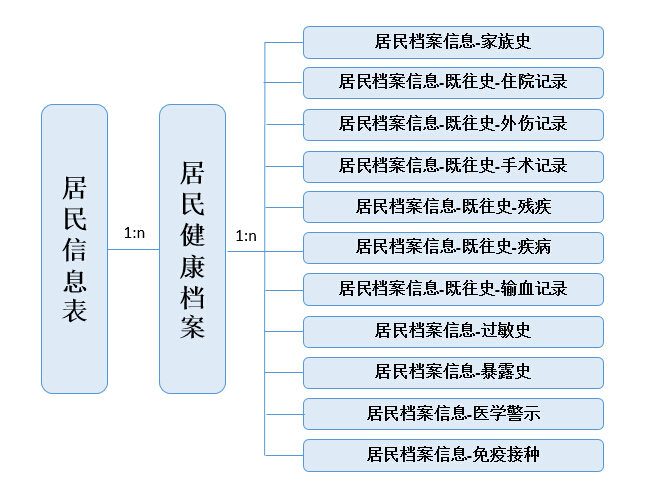 居民信息表
1:n
居民健康档案
1:n
居民档案信息-家族史
居民档案信息-既往史-住院记录
居民档案信息-既往史-外伤记录
居民档案信息-既往史-手术记录
居民档案信息-既往史-残疾
居民档案信息-既往史-疾病
居民档案信息-既往史-输血记录
居民档案信息-过敏史
居民档案信息-暴露史
居民档案信息-医学警示
居民档案信息-免疫接种